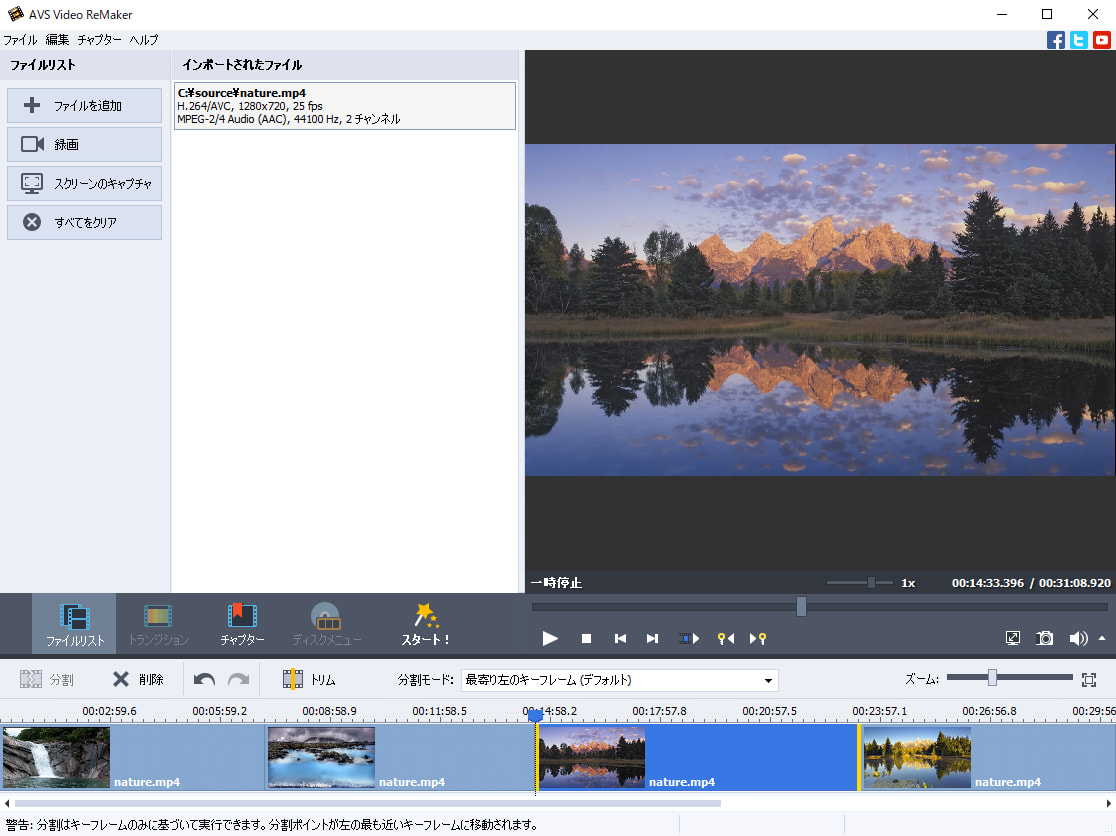 AVS Video ReMaker
ファイル 編集 チャプター ヘルプ
ファイルリスト
インポートされたファイル
ファイルを追加
録画
スクリーンのキャプチャ
すべてをクリア
C:¥source¥nature.mp4
H.264/AVC, 1280x720, 25 fps
MPEG-2/4 Audio (AAC), 44100 Hz, 2 チャンネル
一時停止 1x 00:14:33.396 / 00:31:08.920
ファイルリスト トランジション チャプター ディスクメニュー スタート！
分割 削除 トリム 分割モード: 最寄り左のキーフレーム (デフォルト) ズーム:
00:02:59.6 00:05:59.2 00:08:58.9 00:11:58.5 00:14:58.2 00:17:57.8 00:20:57.5 00:23:57.1 00:26:56.8 00:29:56
nature.mp4 nature.mp4 nature.mp4 nature.mp4
警告: 分割はキーフレームのみに基づいて実行できます。分割ポイントが左の最も近いキーフレームに移動されます。